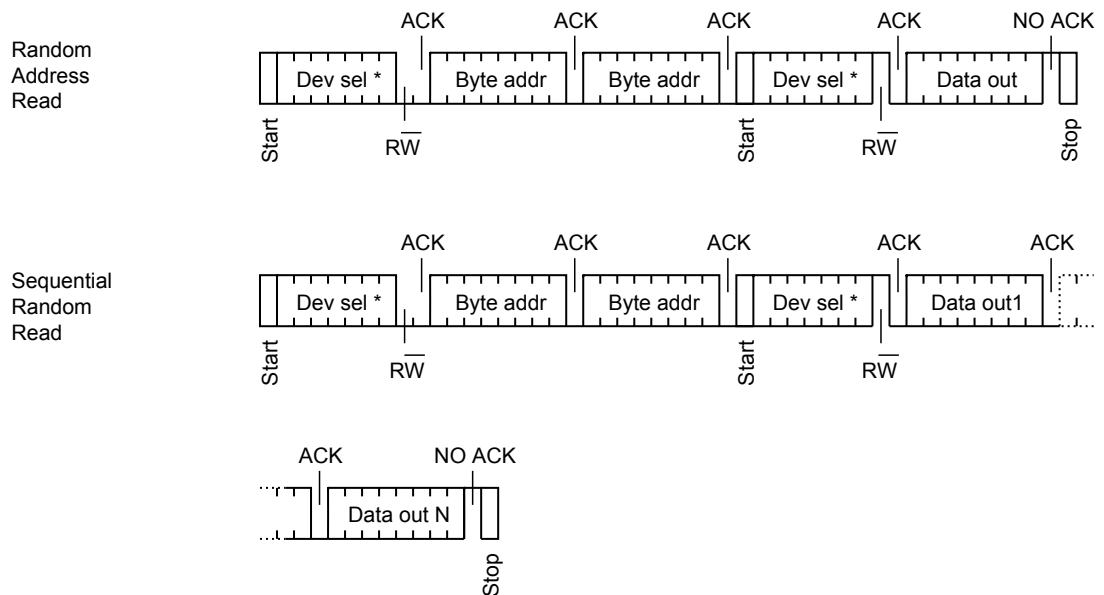 ACK ACK ACK ACK NO ACK
Random
Address
Read
Dev sel * Byte addr Byte addr Dev sel * Data out
Start RW Start RW Stop
ACK ACK ACK ACK ACK
Sequential
Random
Read
Dev sel * Byte addr Byte addr Dev sel * Data out1
Start RW Start RW
ACK NO ACK
Data out N
Stop